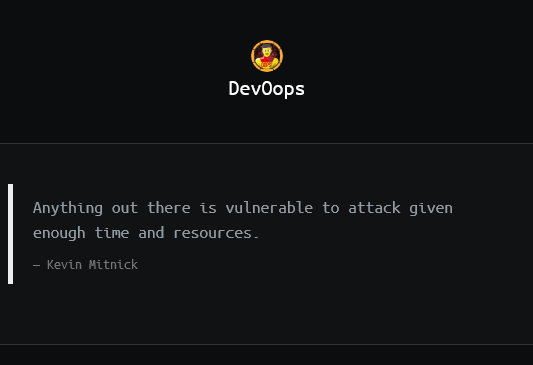 DevOops
Anything out there is vulnerable to attack given
enough time and resources.
— Kevin Mitnick